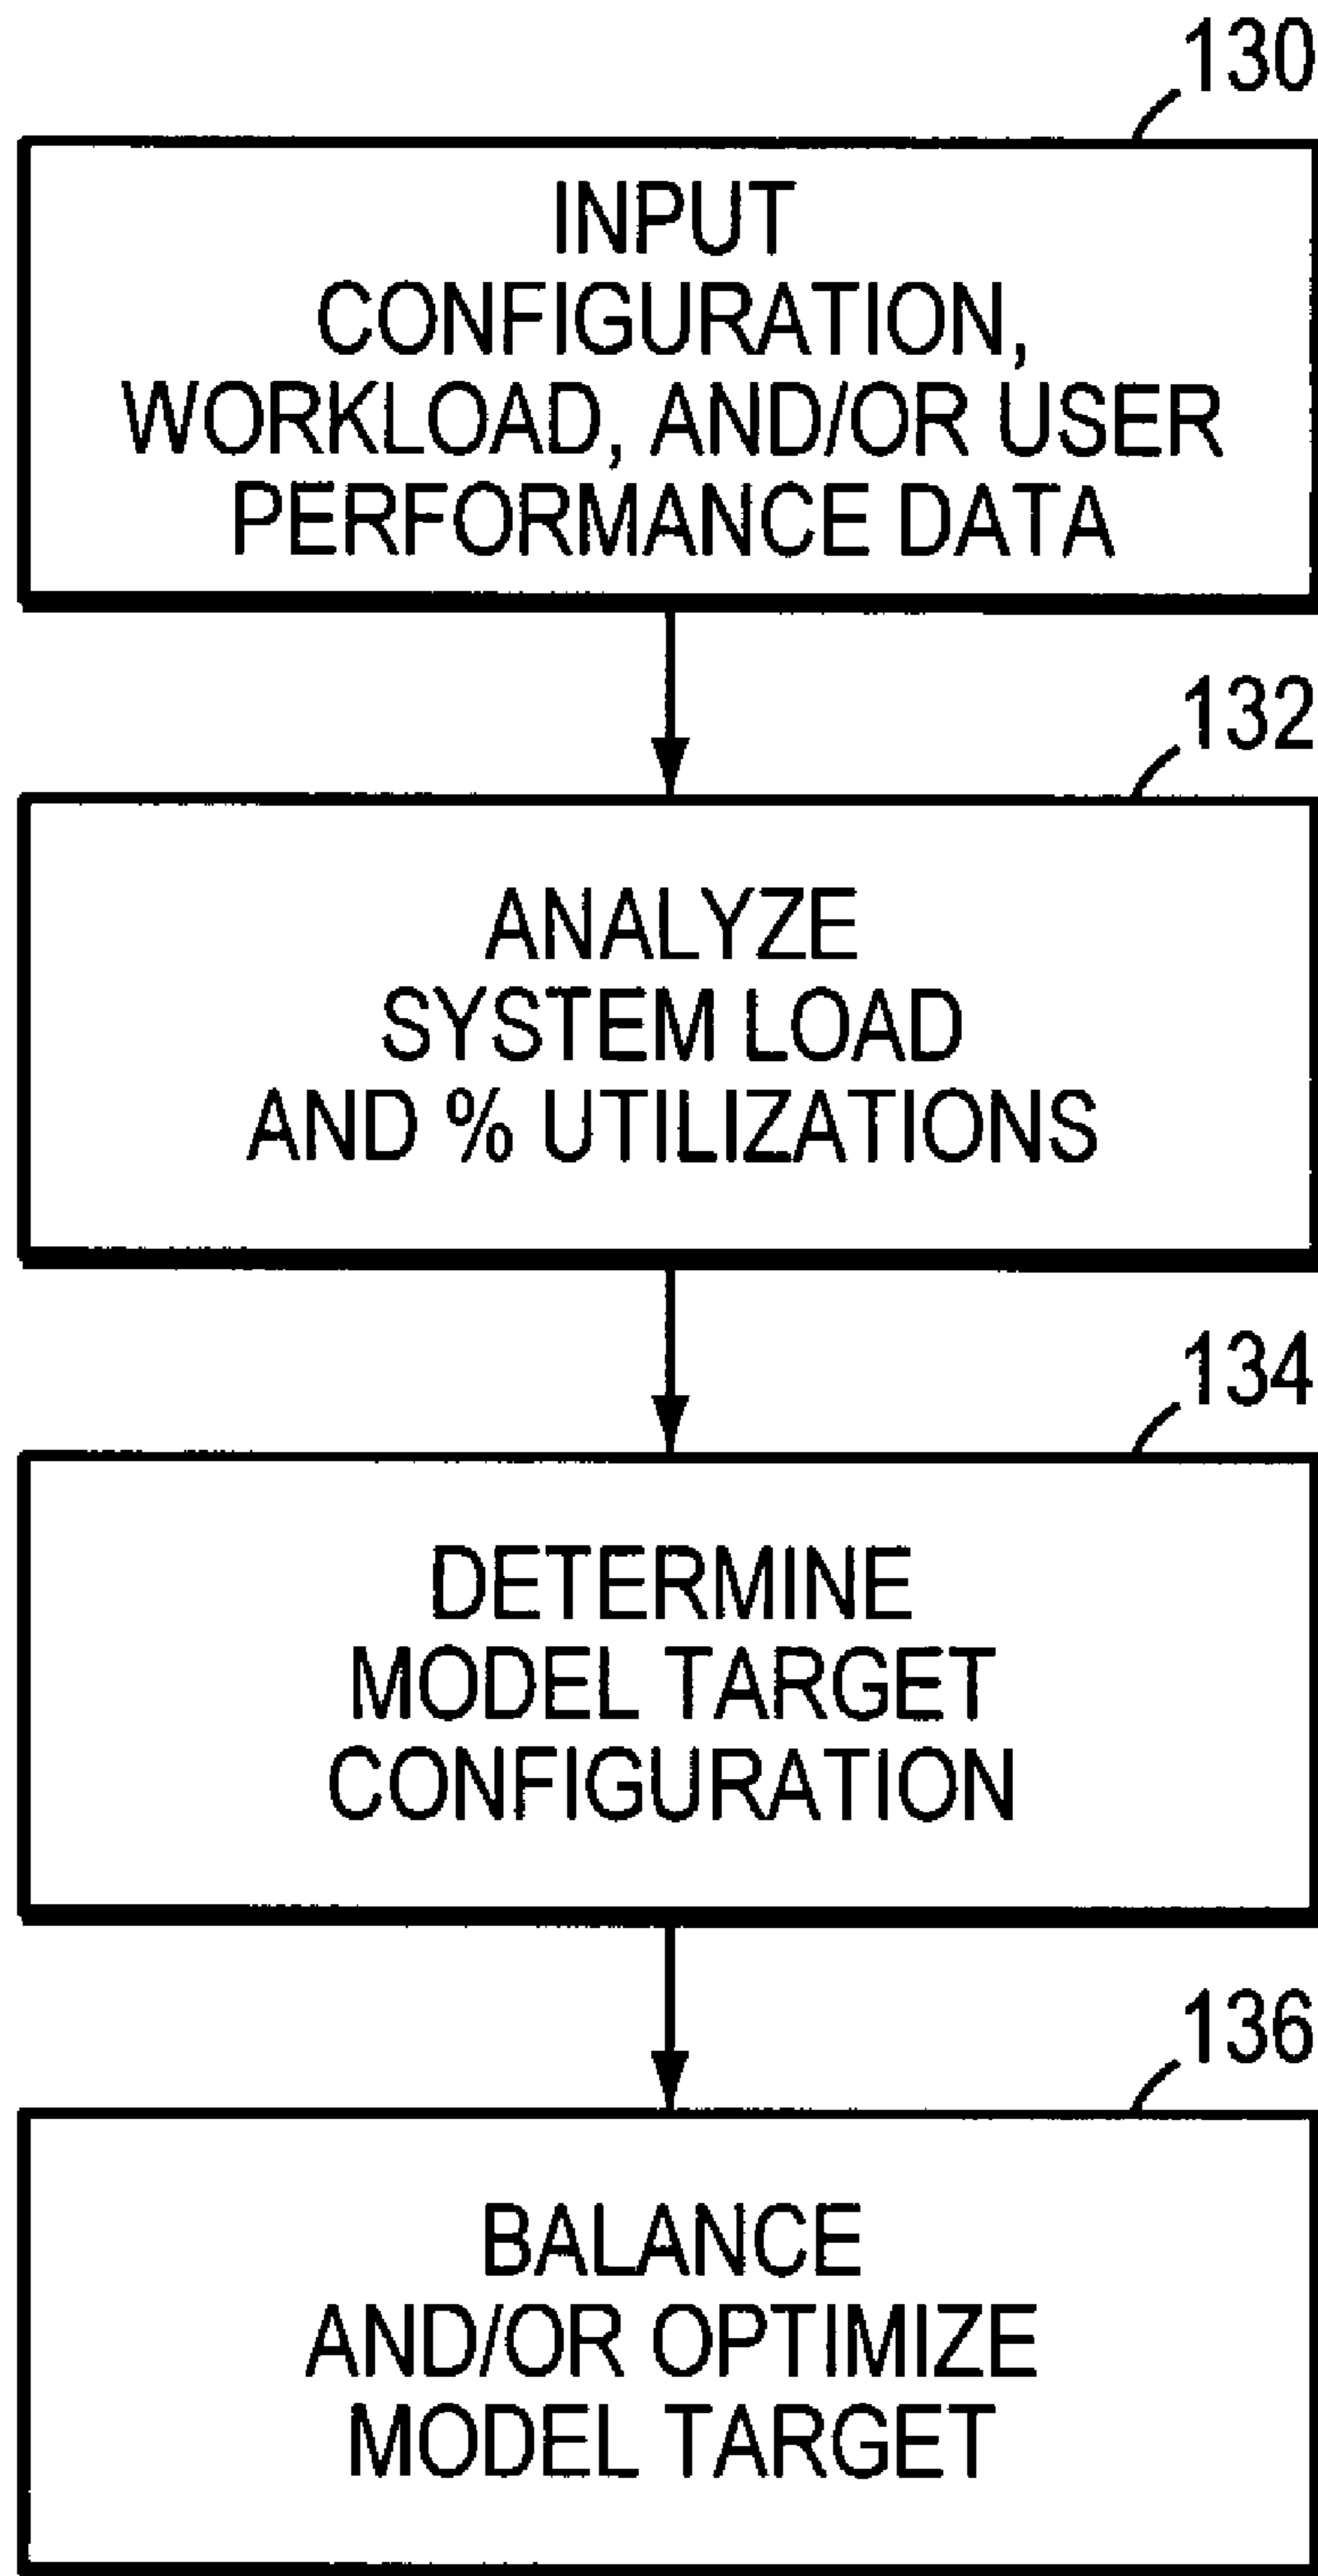 130
INPUT
CONFIGURATION,
WORKLOAD, AND/OR USER
PERFORMANCE DATA
132
ANALYZE
SYSTEM LOAD
AND % UTILIZATIONS
134
DETERMINE
MODEL TARGET
CONFIGURATION
136
BALANCE
AND/OR OPTIMIZE
MODEL TARGET